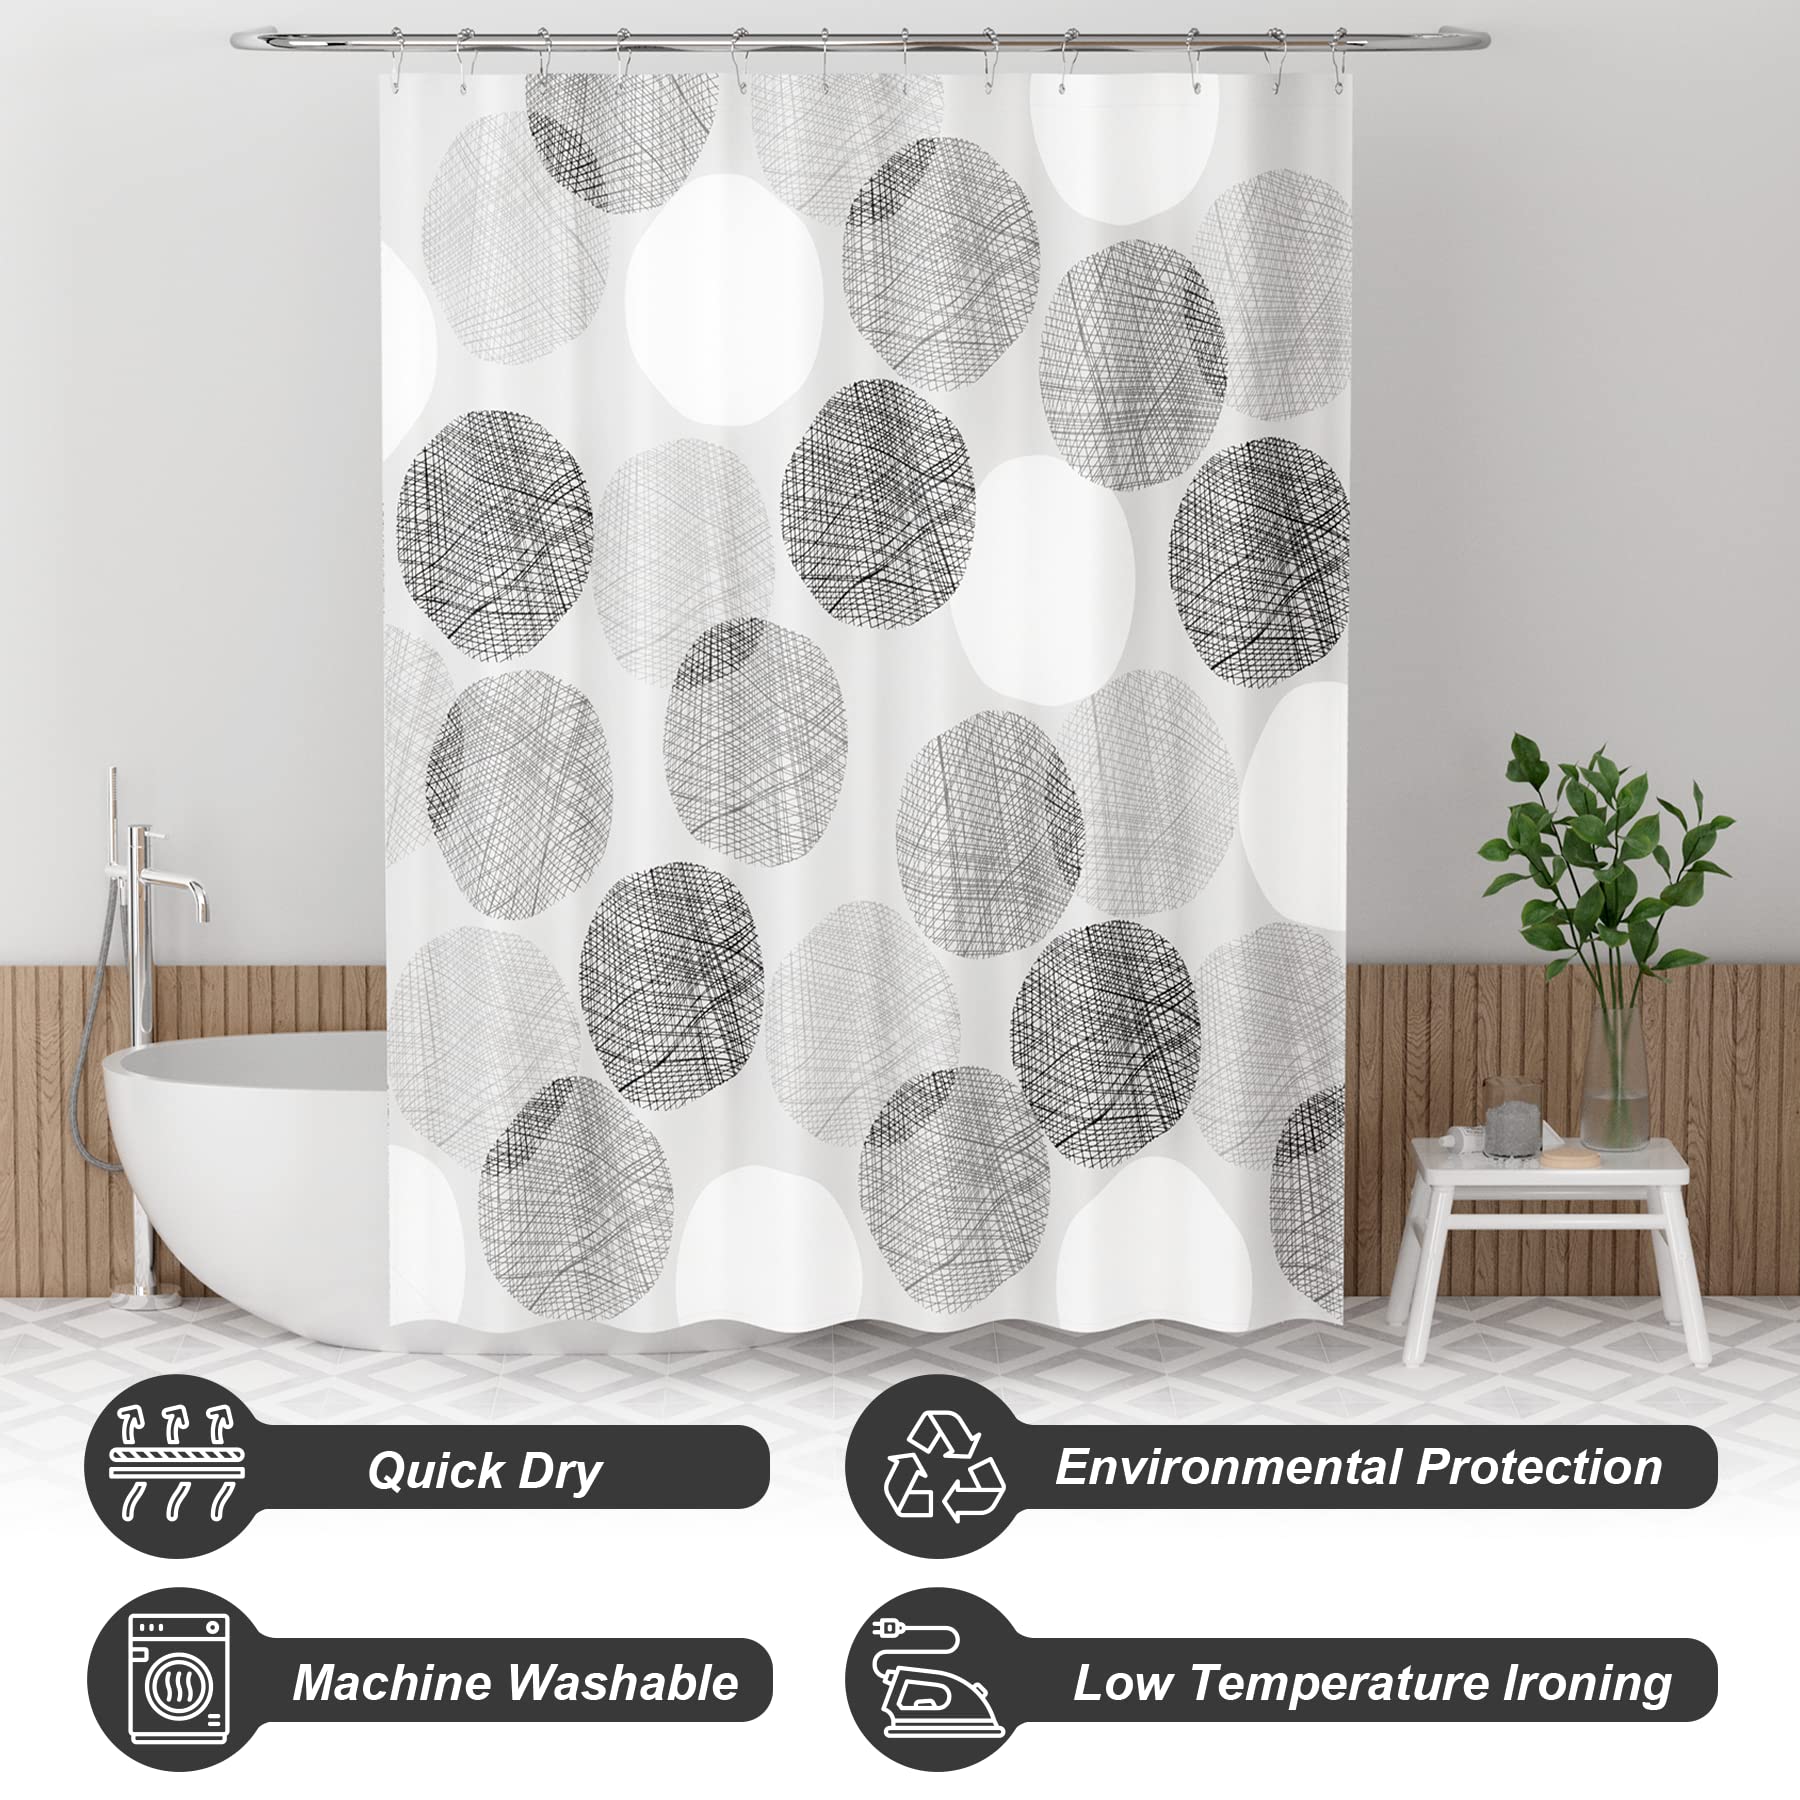 Quick Dry
Environmental Protection
Machine Washable
Low Temperature Ironing